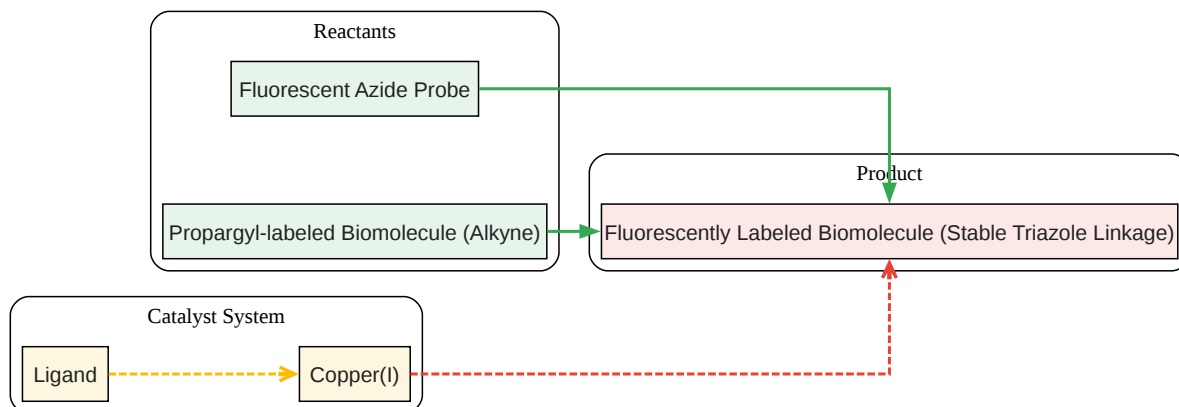 Reactants
Fluorescent Azide Probe
Product
Propargyl-labeled Biomolecule (Alkyne)
Fluorescently Labeled Biomolecule (Stable Triazole Linkage)
Catalyst System
Ligand
Copper(I)